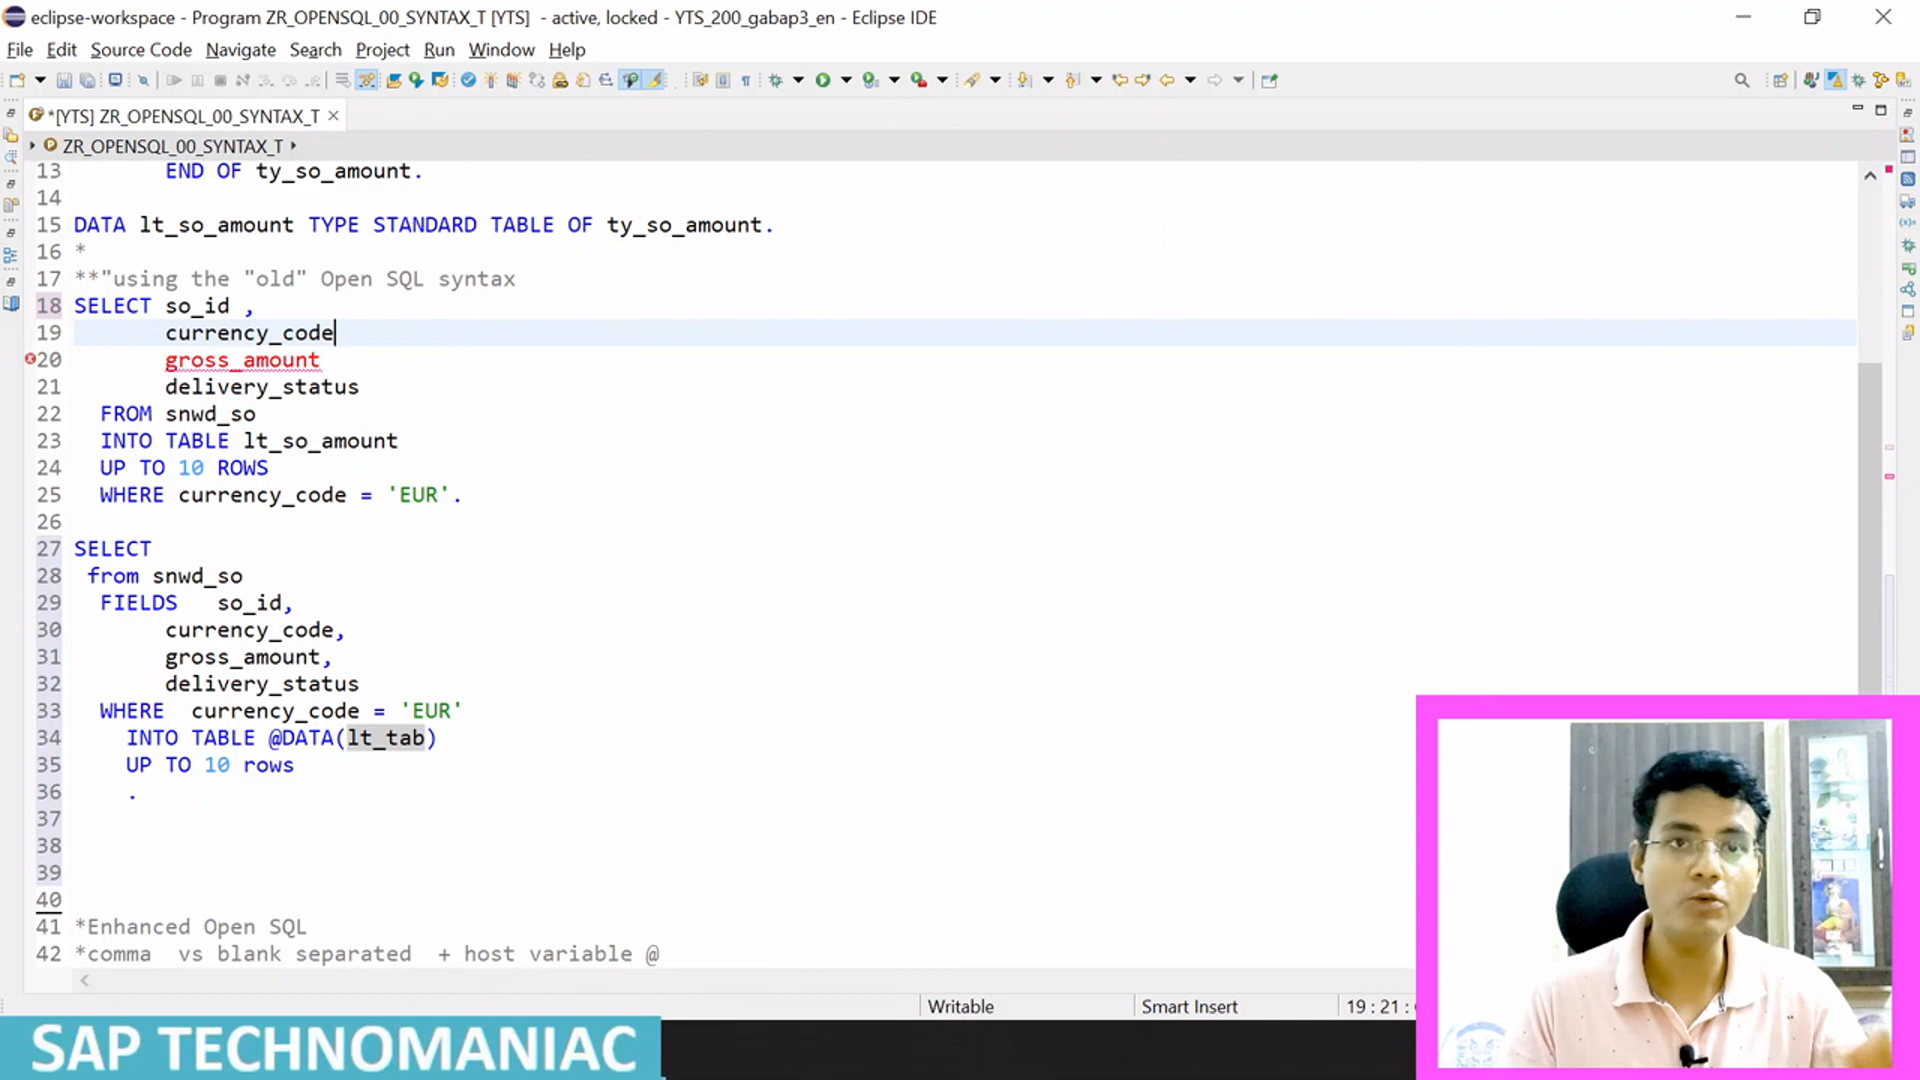 eclipse-workspace - Program ZR_OPENSQL_00_SYNTAX_T [YTS]  - active, locked - YTS_200_gabap3_en - Eclipse IDE
File Edit Source Code Navigate Search Project Run Window Help
*[YTS] ZR_OPENSQL_00_SYNTAX_T
ZR_OPENSQL_00_SYNTAX_T
13 END OF ty_so_amount.
14
15 DATA lt_so_amount TYPE STANDARD TABLE OF ty_so_amount.
16 *
17 **"using the "old" Open SQL syntax
18 SELECT so_id ,
19 currency_code
20 gross_amount
21 delivery_status
22 FROM snwd_so
23 INTO TABLE lt_so_amount
24 UP TO 10 ROWS
25 WHERE currency_code = 'EUR'.
26
27 SELECT
28 from snwd_so
29 FIELDS   so_id,
30 currency_code,
31 gross_amount,
32 delivery_status
33 WHERE  currency_code = 'EUR'
34 INTO TABLE @DATA(lt_tab)
35 UP TO 10 rows
36 .
37
38
39
40
41 *Enhanced Open SQL
42 *comma  vs blank separated  + host variable @
Writable Smart Insert 19 : 21 :
SAP TECHNOMANIAC